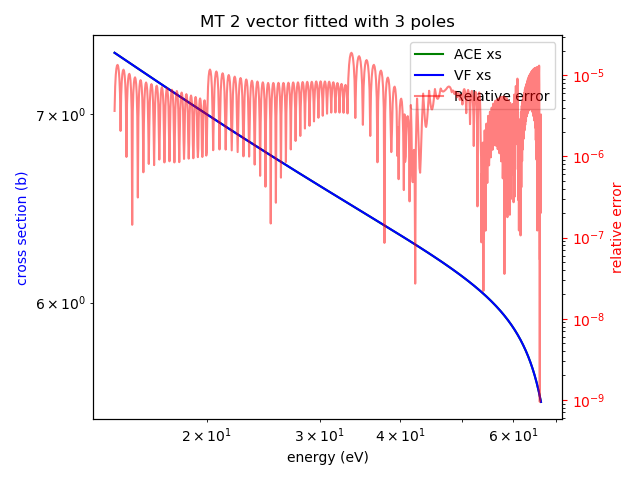 MT 2 vector fitted with 3 poles
ACE xs
VF xs
Relative error
cross section (b)
7 × 10⁰
6 × 10⁰
10⁻⁵
10⁻⁶
10⁻⁷
10⁻⁸
10⁻⁹
relative error
2 × 10¹
3 × 10¹
4 × 10¹
6 × 10¹
energy (eV)